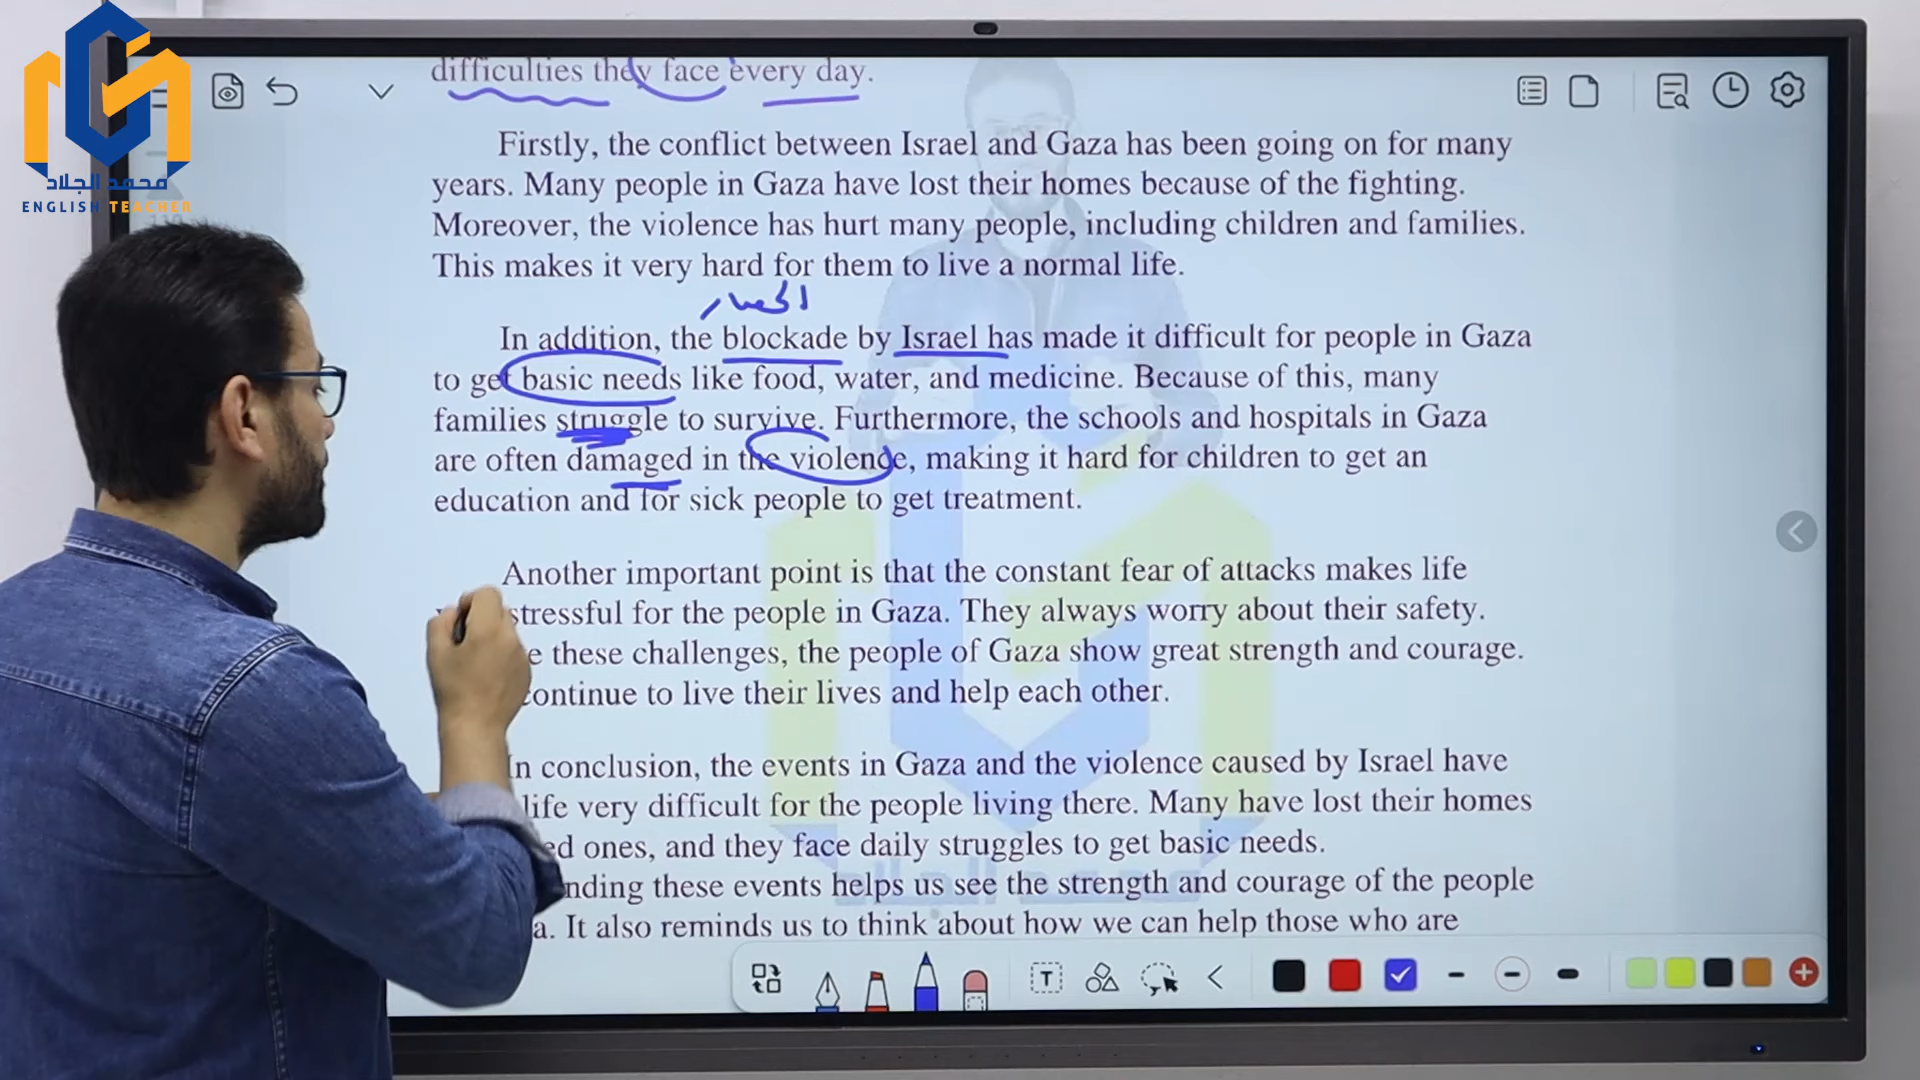 محمد الجلاد
ENGLISH TEACHER
difficulties they face every day.
Firstly, the conflict between Israel and Gaza has been going on for many
years. Many people in Gaza have lost their homes because of the fighting.
Moreover, the violence has hurt many people, including children and families.
This makes it very hard for them to live a normal life.
الحصار
In addition, the blockade by Israel has made it difficult for people in Gaza
to get basic needs like food, water, and medicine. Because of this, many
families struggle to survive. Furthermore, the schools and hospitals in Gaza
are often damaged in the violence, making it hard for children to get an
education and for sick people to get treatment.
Another important point is that the constant fear of attacks makes life
stressful for the people in Gaza. They always worry about their safety.
these challenges, the people of Gaza show great strength and courage.
continue to live their lives and help each other.
In conclusion, the events in Gaza and the violence caused by Israel have
life very difficult for the people living there. Many have lost their homes
ones, and they face daily struggles to get basic needs.
these events helps us see the strength and courage of the people
It also reminds us to think about how we can help those who are
T